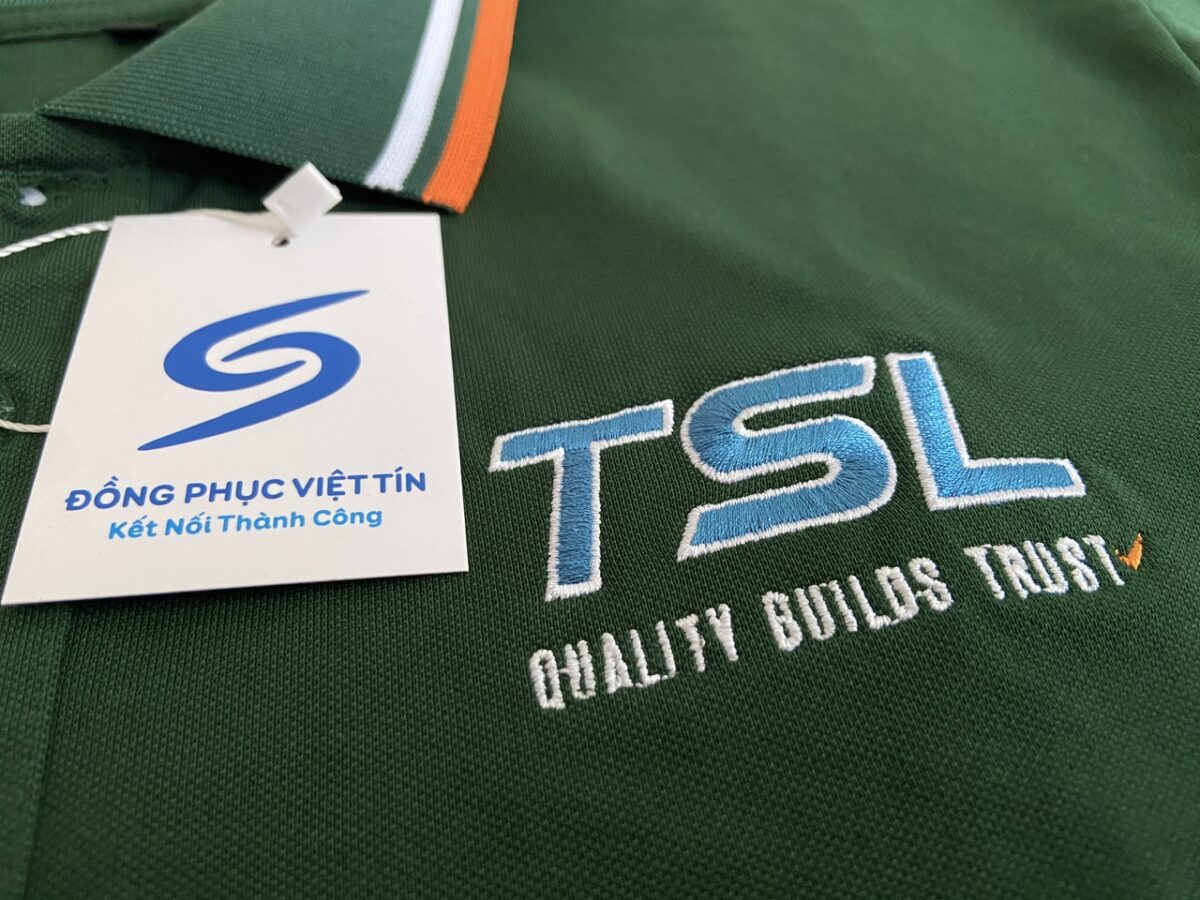 ĐỒNG PHỤC VIỆT TÍN
Kết Nối Thành Công
TSL
QUALITY BUILDS TRUST